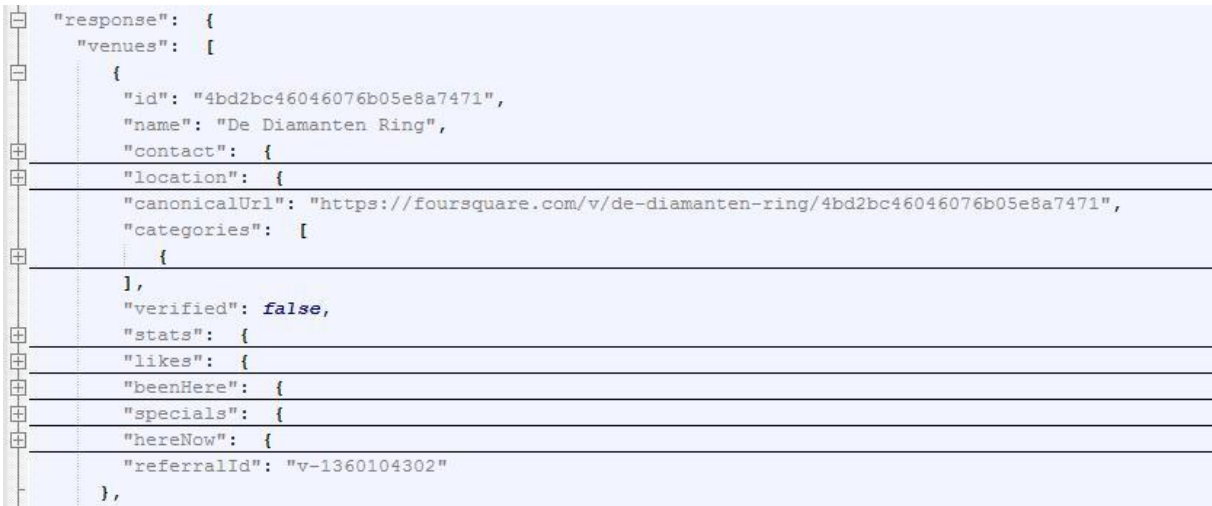 "response": {
"venues": [
{
"id": "4bd2bc46046076b05e8a7471",
"name": "De Diamanten Ring",
"contact": {
"location": {
"canonicalUrl": "https://foursquare.com/v/de-diamanten-ring/4bd2bc46046076b05e8a7471",
"categories": [
{
],
"verified": false,
"stats": {
"likes": {
"beenHere": {
"specials": {
"hereNow": {
"referralId": "v-1360104302"
},